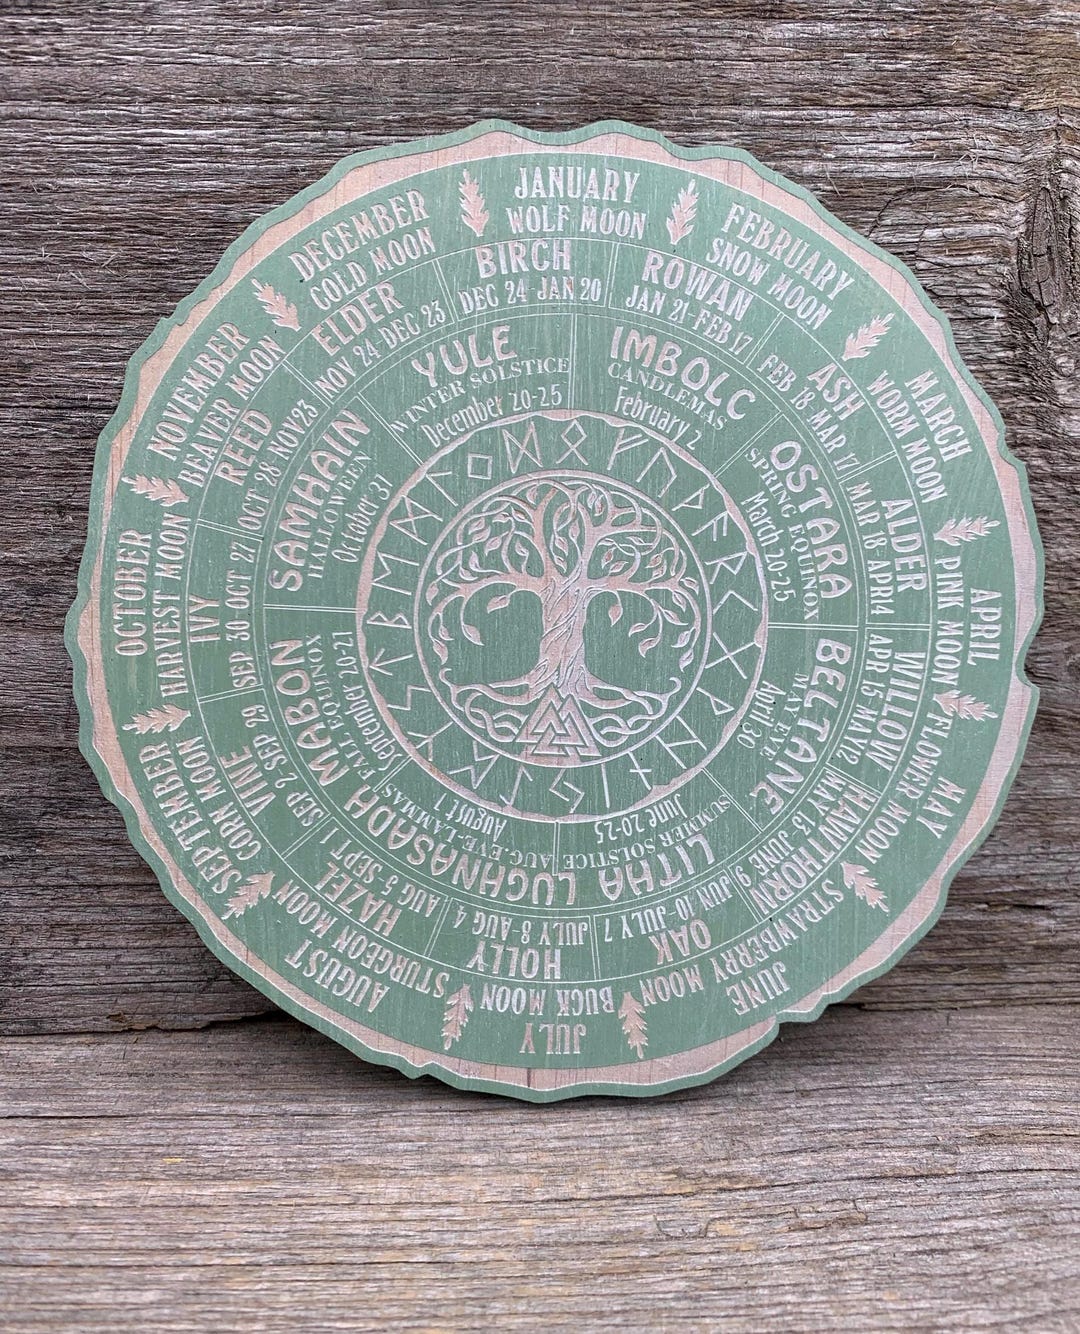 JANUARY
WOLF MOON
FEBRUARY
SNOW MOON
MARCH
WORM MOON
APRIL
PINK MOON
MAY
FLOWER MOON
JUNE
STRAWBERRY MOON
JULY
BUCK MOON
AUGUST
STURGEON MOON
SEPTEMBER
CORN MOON
OCTOBER
HARVEST MOON
NOVEMBER
BEAVER MOON
DECEMBER
COLD MOON
BIRCH
DEC 24-JAN 20
ROWAN
JAN 21-FEB 17
ASH
FEB 18-MAR 17
ALDER
MAR 18- APR14
WILLOW
APR 15-MAY12
HAWTHORN
MAY 13-JUNE 9
OAK
JUN 10-JULY 7
HOLLY
JULY 8-AUG 4
HAZEL
AUG 5 SEPT 1
VINE
SEP 2 SEP 29
IVY
SEP 30-OCT 27
REED
OCT 28 NOV23
ELDER
NOV 24 DEC 23
YULE
WINTER SOLSTICE
December 20-25
IMBOLC
CANDLEMAS
February 2
OSTARA
SPRING EQUINOX
March 20-25
BELTANE
MAY EVE
April 30
LITHA
SUMMER SOLSTICE
June 20-25
LUGHNASADH
AUG.EVE-LAMMAS
August 1
MABON
FALL EQUINOX
September 20-21
SAMHAIN
HALLOWEEN
October 31